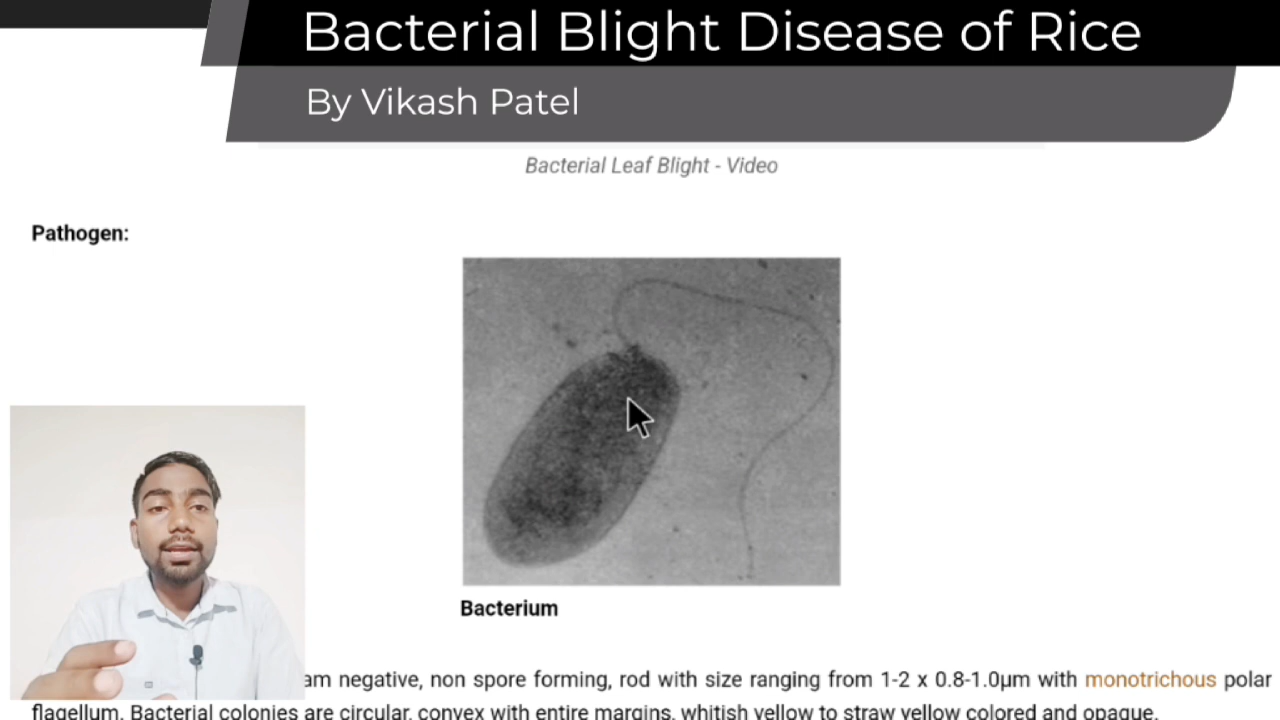 Bacterial Blight Disease of Rice
By Vikash Patel
Bacterial Leaf Blight - Video
Pathogen:
Bacterium
am negative, non spore forming, rod with size ranging from 1-2 x 0.8-1.0µm with monotrichous polar
flagellum. Bacterial colonies are circular, convex with entire margins, whitish yellow to straw yellow colored and opaque.